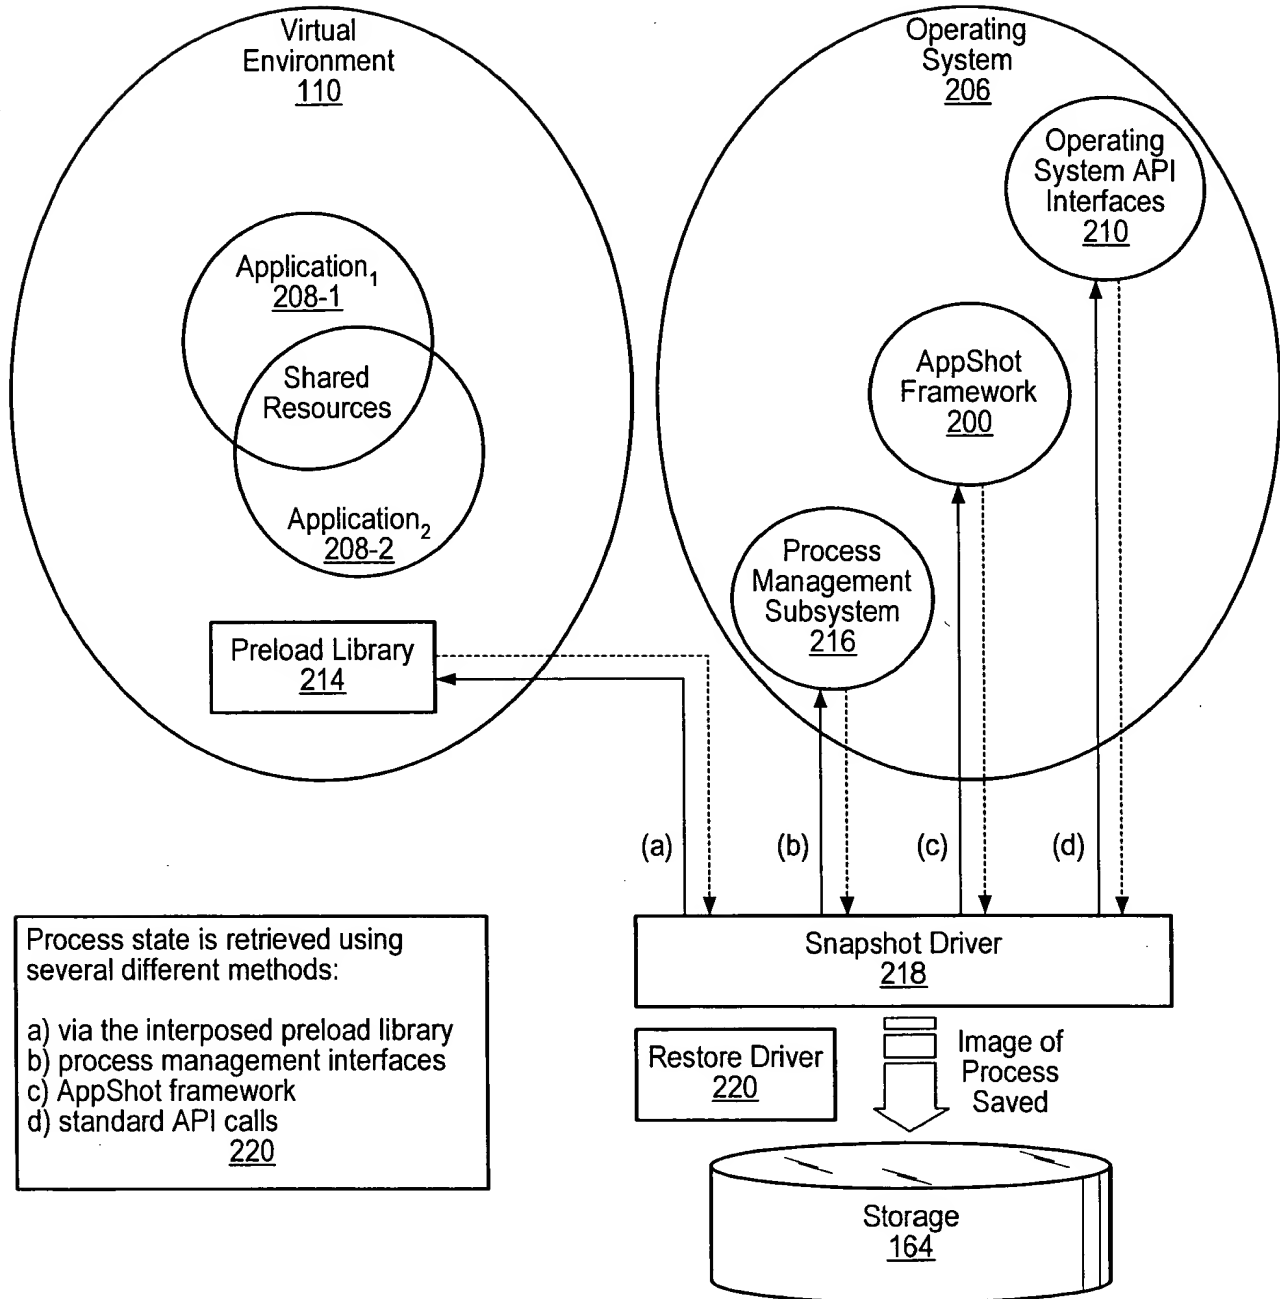 Virtual
Environment
110
Operating
System
206
Operating
System API
Interfaces
210
Application1
208-1
Shared
Resources
Application2
208-2
AppShot
Framework
200
Process
Management
Subsystem
216
Preload Library
214
(a)
(b)
(c)
(d)
Process state is retrieved using
several different methods:
a) via the interposed preload library
b) process management interfaces
c) AppShot framework
d) standard API calls
220
Snapshot Driver
218
Restore Driver
220
Image of
Process
Saved
Storage
164